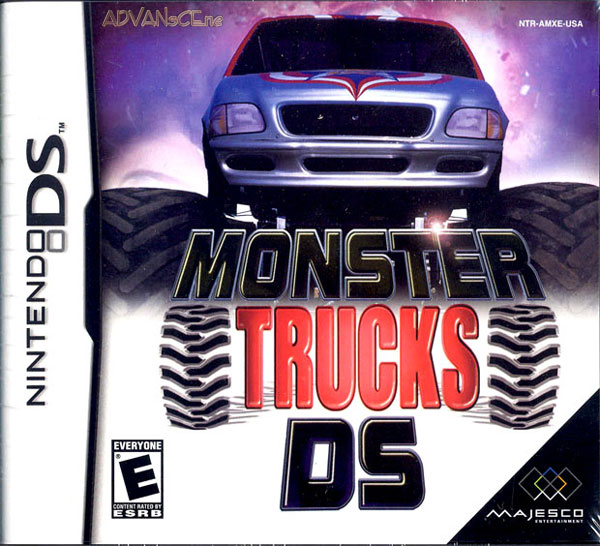 ADVANsCEne
NTR-AMXE-USA
NINTENDO DS™
MONSTER
TRUCKS
DS
EVERYONE
E
®
CONTENT RATED BY
ESRB
MAJESCO
ENTERTAINMENT